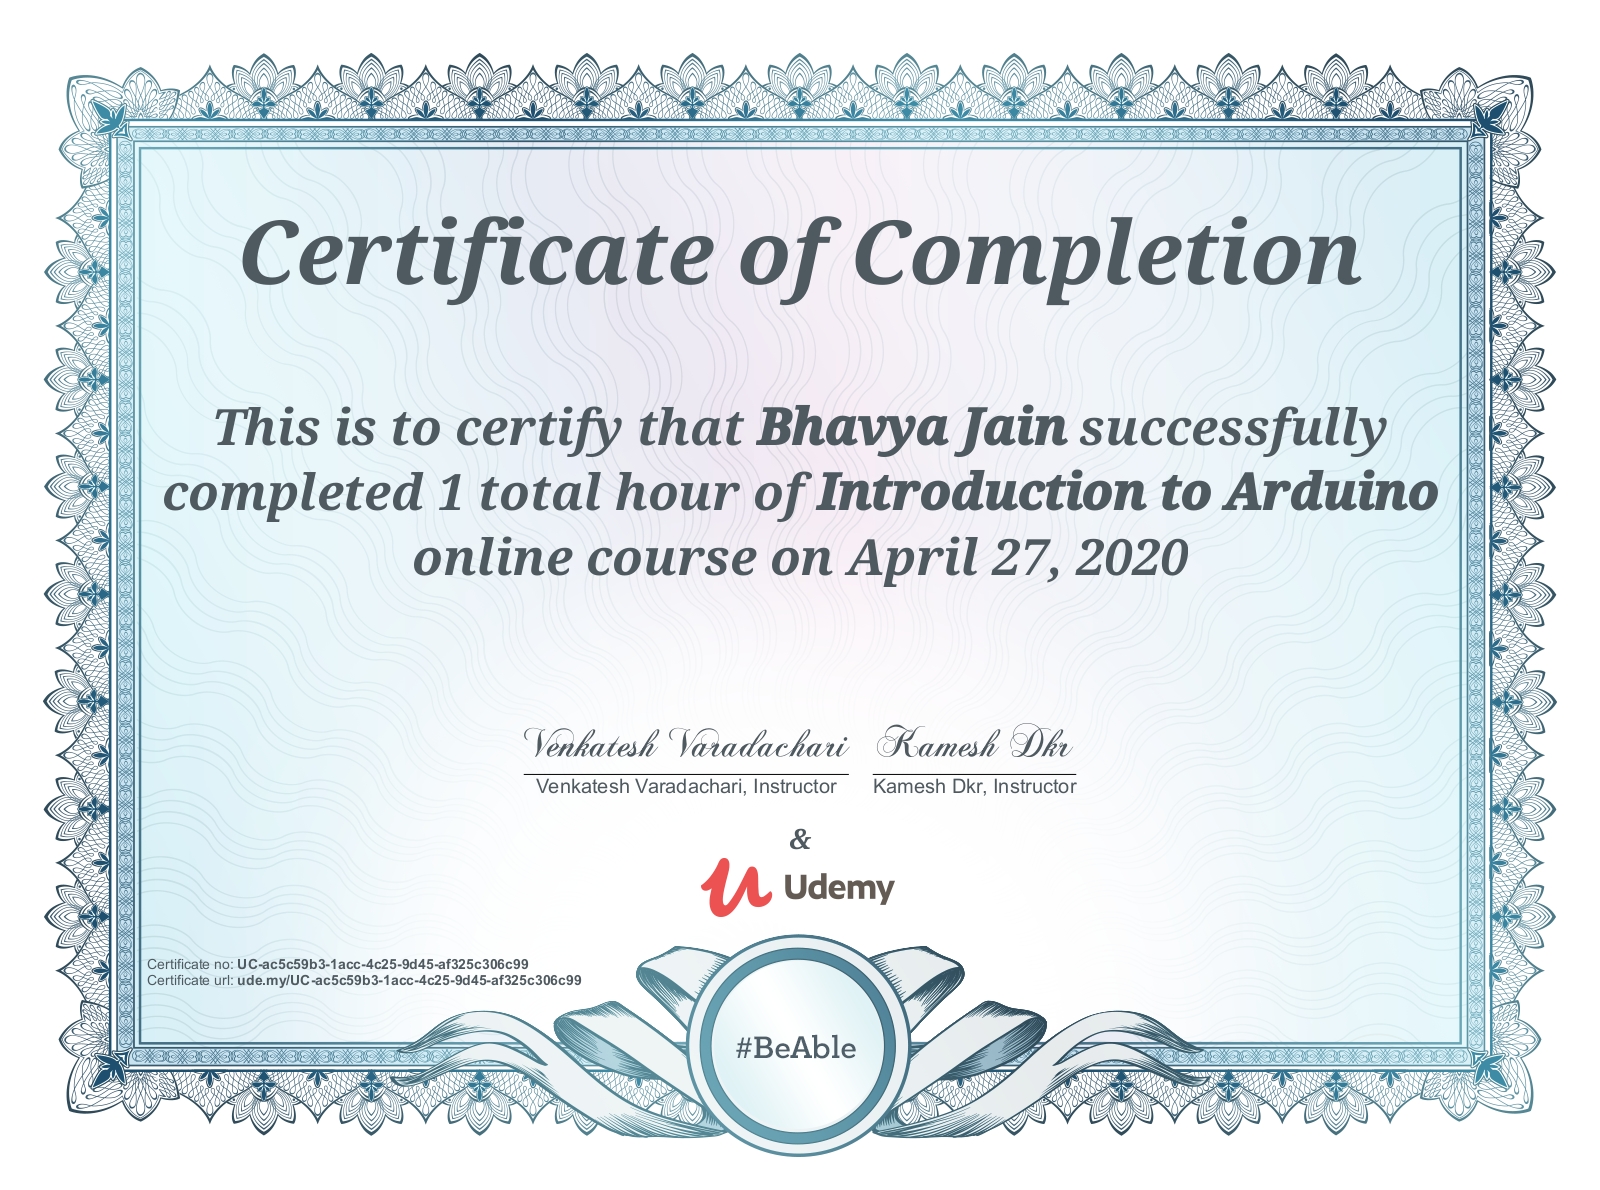 Certificate of Completion
This is to certify that Bhavya Jain successfully
completed 1 total hour of Introduction to Arduino
online course on April 27, 2020
Venkatesh Varadachari Kamesh Dkr
Venkatesh Varadachari, Instructor Kamesh Dkr, Instructor
&
Udemy
Certificate no: UC-ac5c59b3-1acc-4c25-9d45-af325c306c99
Certificate url: ude.my/UC-ac5c59b3-1acc-4c25-9d45-af325c306c99
#BeAble